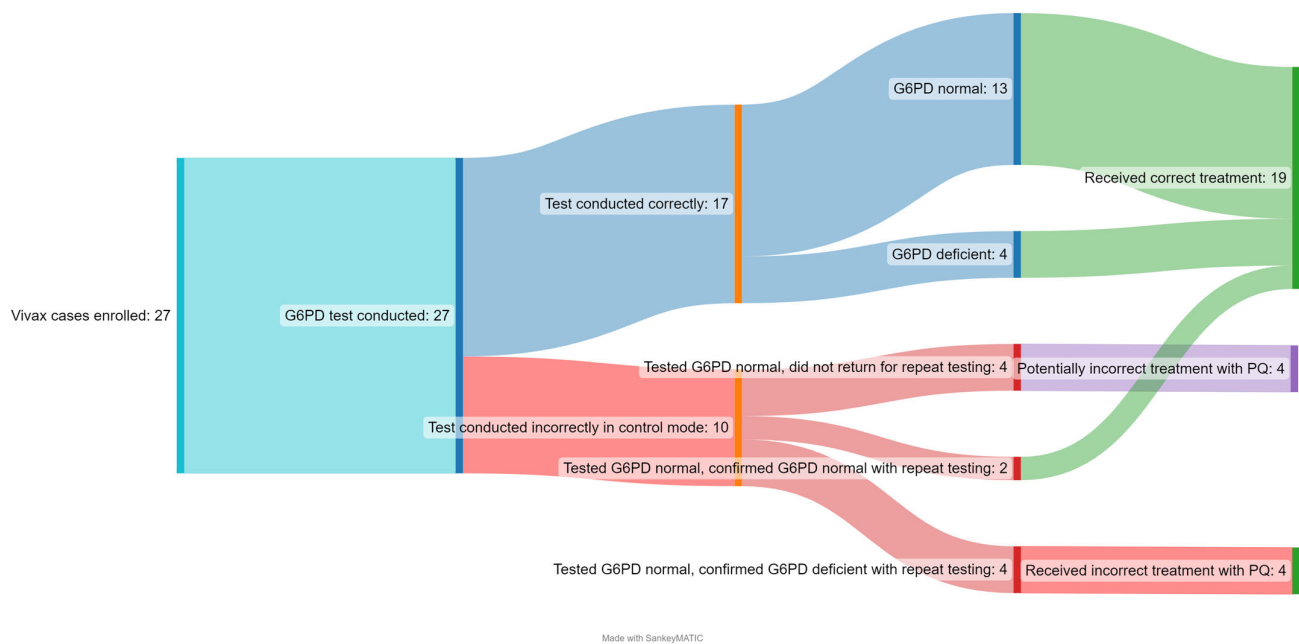 Vivax cases enrolled: 27
G6PD test conducted: 27
Test conducted correctly: 17
Test conducted incorrectly in control mode: 10
G6PD normal: 13
G6PD deficient: 4
Tested G6PD normal, did not return for repeat testing: 4
Tested G6PD normal, confirmed G6PD normal with repeat testing: 2
Tested G6PD normal, confirmed G6PD deficient with repeat testing: 4
Received correct treatment: 19
Potentially incorrect treatment with PQ: 4
Received incorrect treatment with PQ: 4
Made with SankeyMATIC